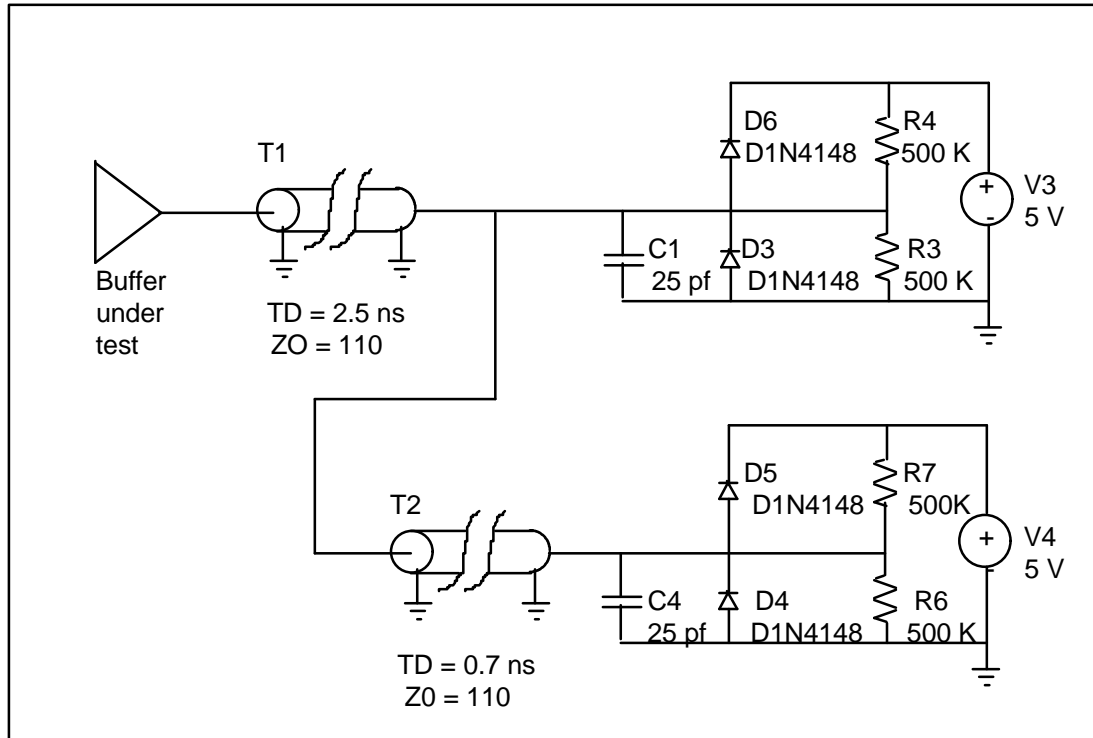 T1
Buffer
under
test
TD = 2.5 ns
ZO = 110
D6
D1N4148
R4
500 K
V3
5 V
+
-
C1
25 pf
D3
D1N4148
R3
500 K
T2
TD = 0.7 ns
Z0 = 110
D5
D1N4148
R7
500K
V4
5 V
+
-
C4
25 pf
D4
D1N4148
R6
500 K